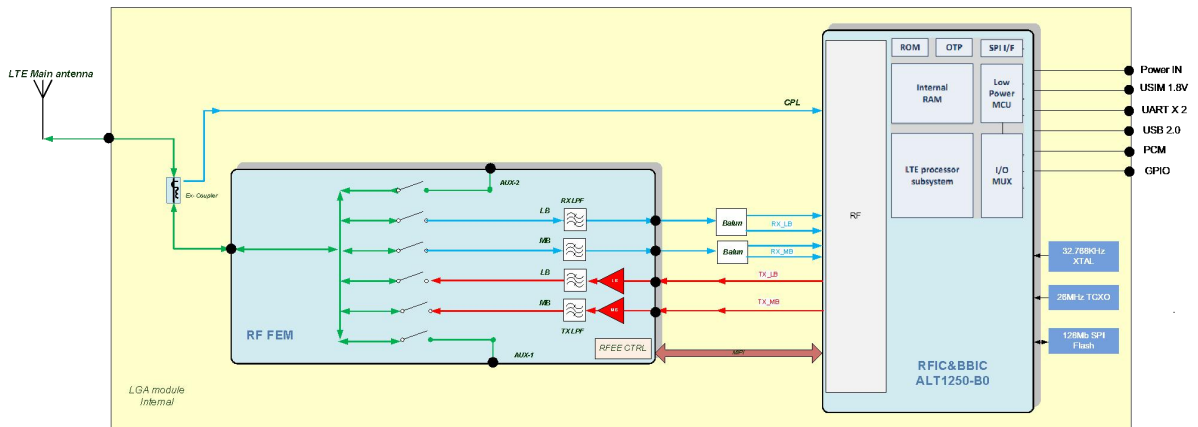 LTE Main antenna
CPL
Ex- Coupler
AUX-2
RX LPF
LB
MB
LB
MB
TX LPF
AUX-1
RF FEM
RFEE CTRL
Balun
Balun
RX_LB
RX_MB
TX_LB
TX_MB
RF
ROM
OTP
SPI I/F
Internal
RAM
Low
Power
MCU
LTE processor
subsystem
I/O
MUX
RFIC&BBIC
ALT1250-B0
Power IN
USIM 1.8V
UART X 2
USB 2.0
PCM
GPIO
32.768KHz
XTAL
26MHz TCXO
128Mb SPI
Flash
LGA module
Internal